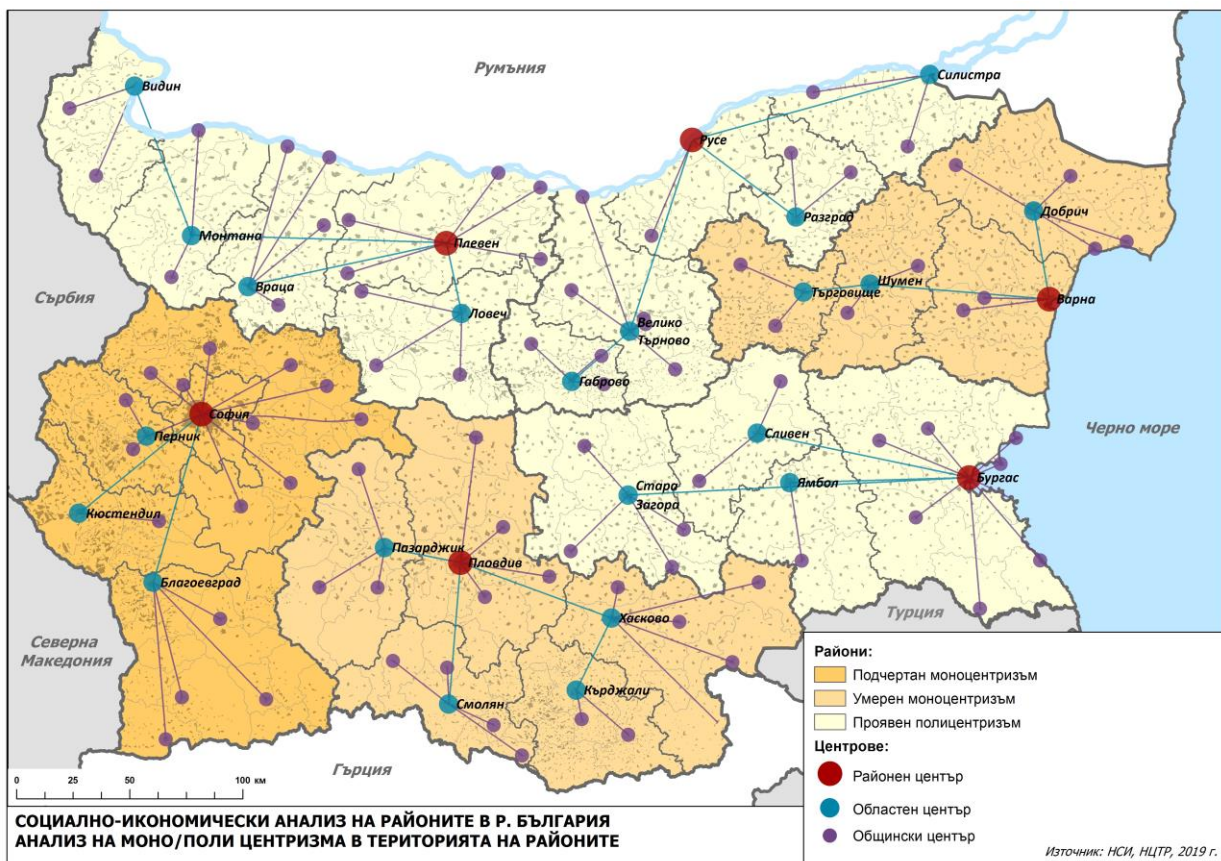 Румъния
Силистра
Видин
Русе
Разград
Добрич
Монтана
Плевен
Враца
Ловеч
Търговище
Шумен
Варна
Сърбия
Велико
Търново
Габрово
София
Перник
Сливен
Черно море
Стара
Загора
Ямбол
Бургас
Кюстендил
Пазарджик
Пловдив
Благоевград
Хасково
Турция
Северна
Македония
Кърджали
Смолян
Гърция
0 25 50 100 км
Райони:
Подчертан моноцентризъм
Умерен моноцентризъм
Проявен полицентризъм
Центрове:
Районен център
Областен център
Общински център
СОЦИАЛНО-ИКОНОМИЧЕСКИ АНАЛИЗ НА РАЙОНИТЕ В Р. БЪЛГАРИЯ
АНАЛИЗ НА МОНО/ПОЛИ ЦЕНТРИЗМА В ТЕРИТОРИЯТА НА РАЙОНИТЕ
Източник: НСИ, НЦТР, 2019 г.